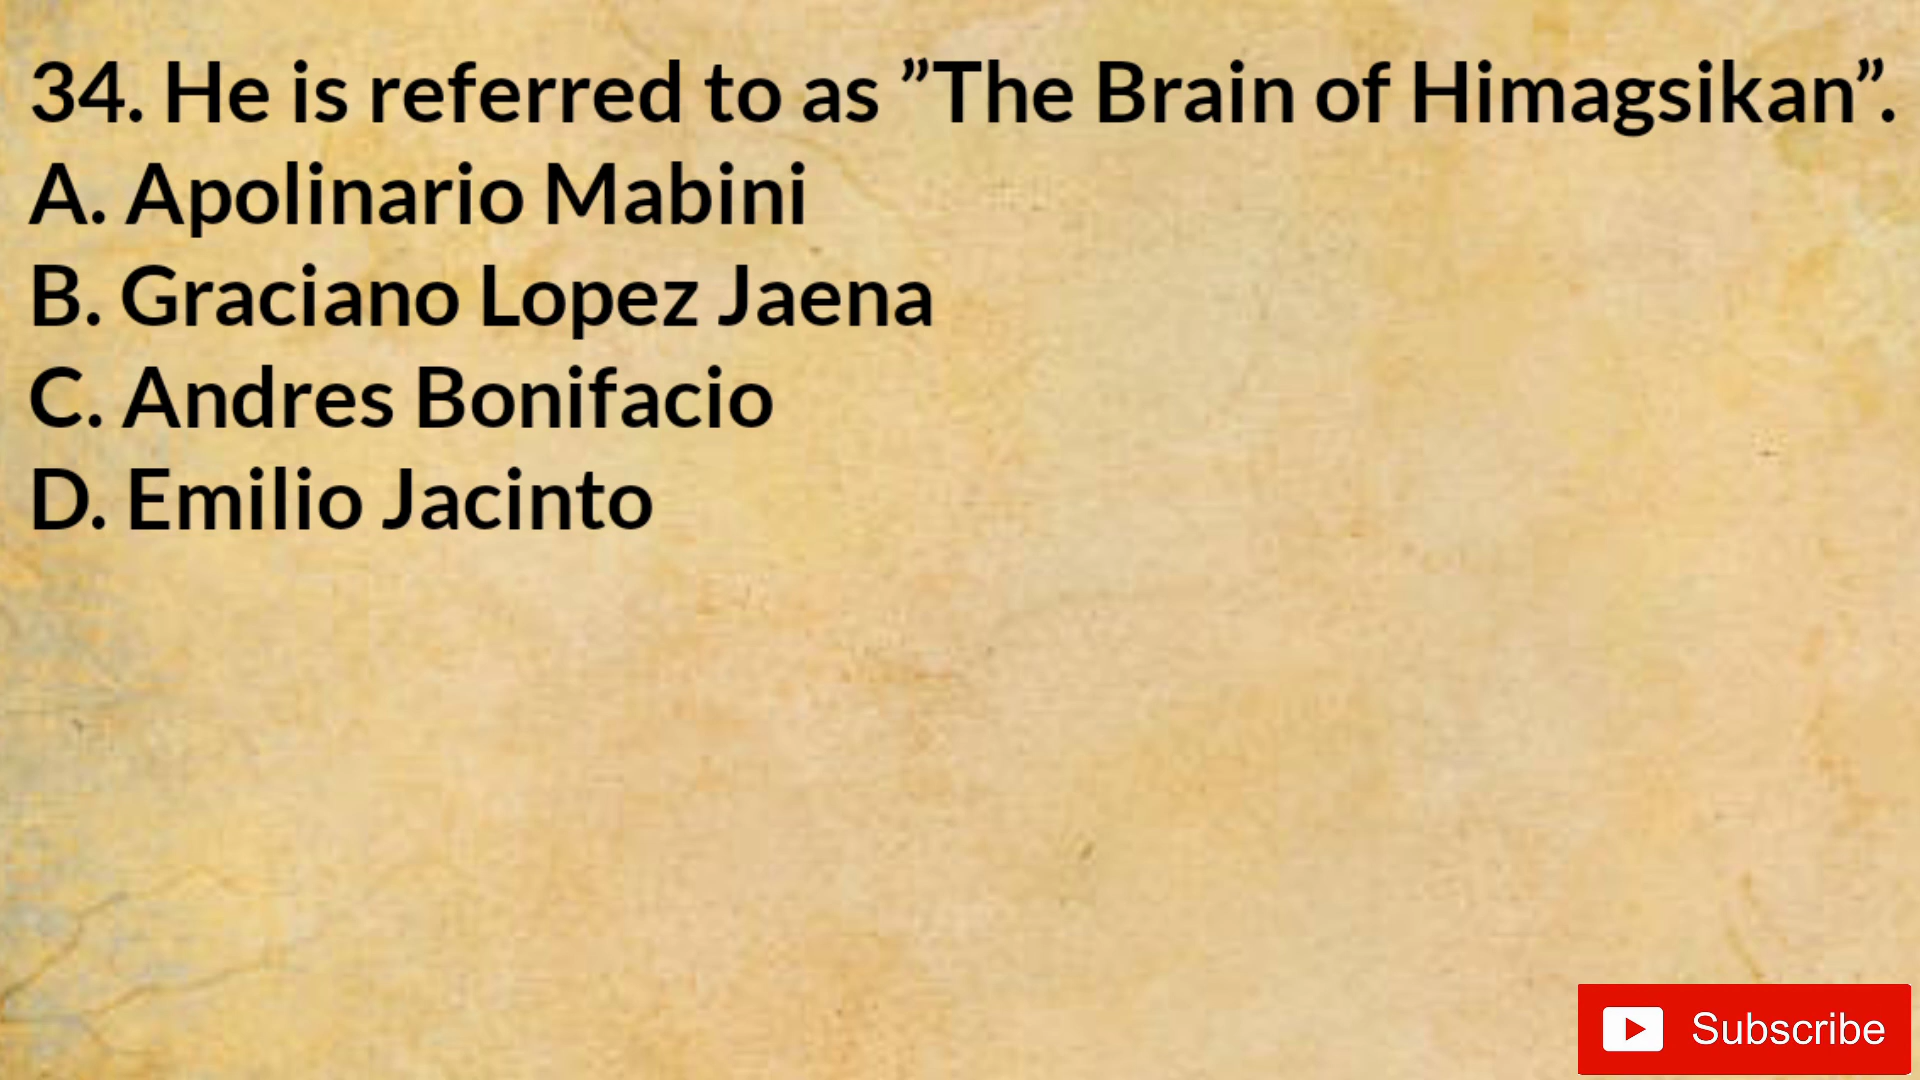 34. He is referred to as ”The Brain of Himagsikan”.
A. Apolinario Mabini
B. Graciano Lopez Jaena
C. Andres Bonifacio
D. Emilio Jacinto
Subscribe